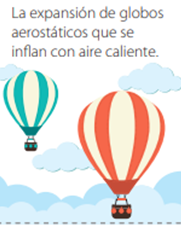 La expansión de globos
aerostáticos que se
inflan con aire caliente.